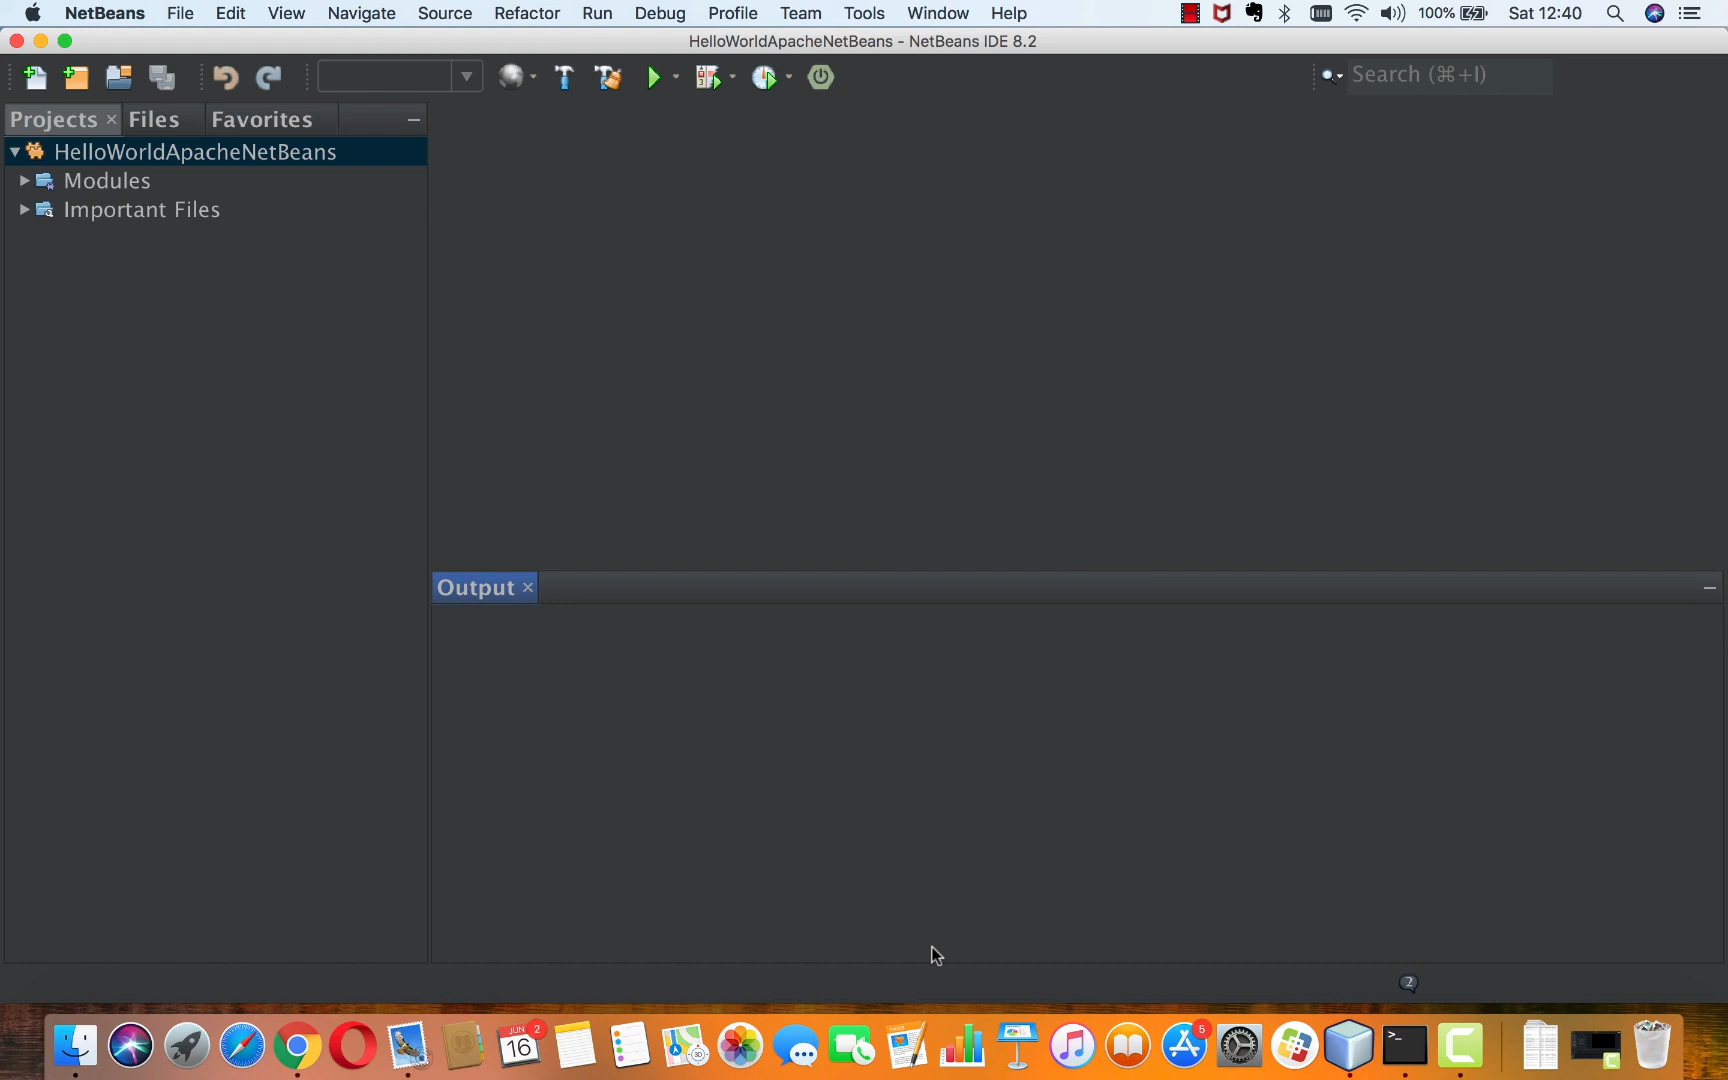 NetBeans File Edit View Navigate Source Refactor Run Debug Profile Team Tools Window Help 100% Sat 12:40
HelloWorldApacheNetBeans - NetBeans IDE 8.2
Search (⌘+I)
Projects × Files Favorites
HelloWorldApacheNetBeans
Modules
Important Files
Output ×
2
JUN 2
16
3D
5
>_